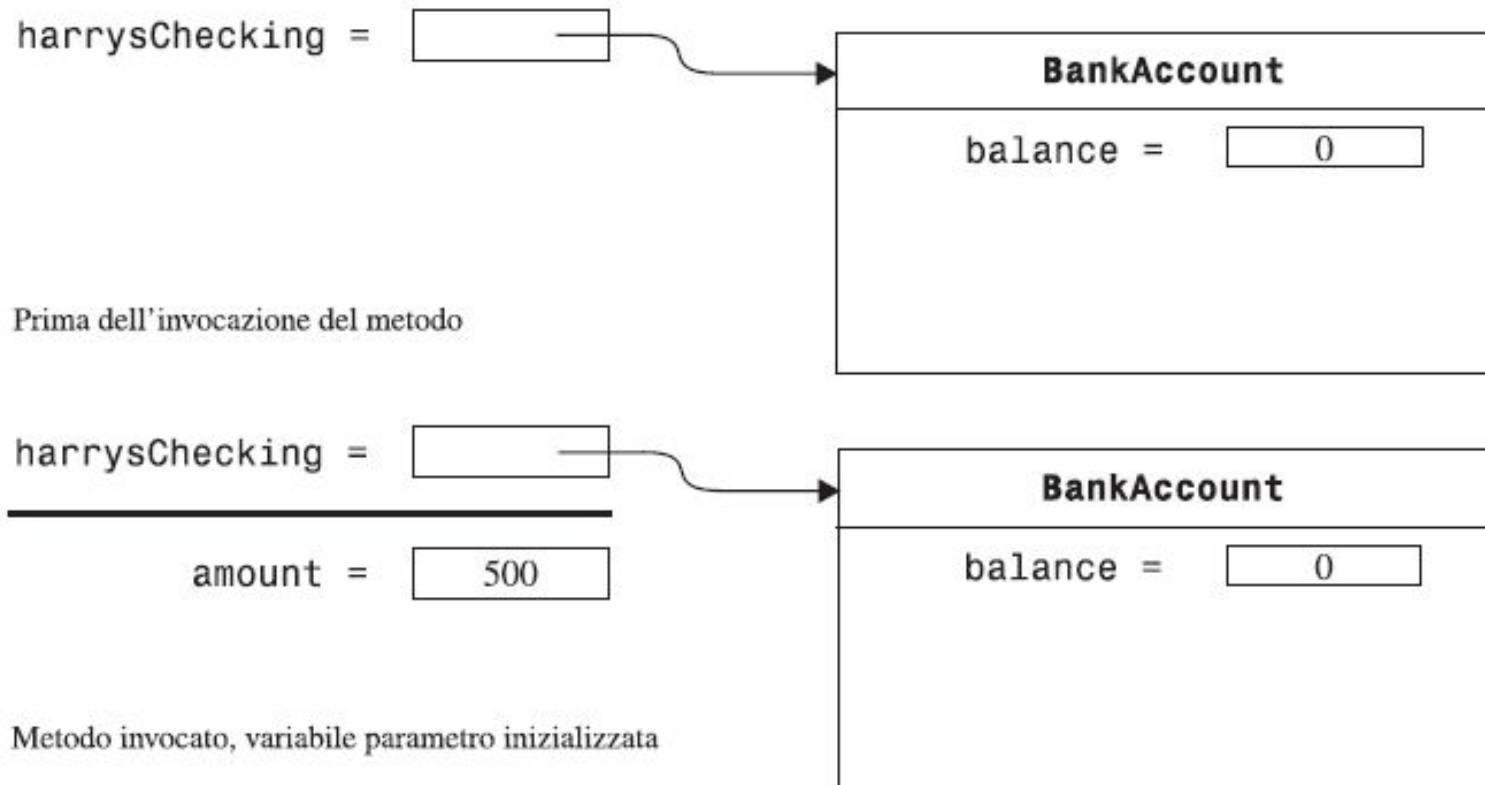 harrysChecking =
BankAccount
balance = 0
Prima dell'invocazione del metodo
harrysChecking =
BankAccount
amount = 500
balance = 0
Metodo invocato, variabile parametro inizializzata